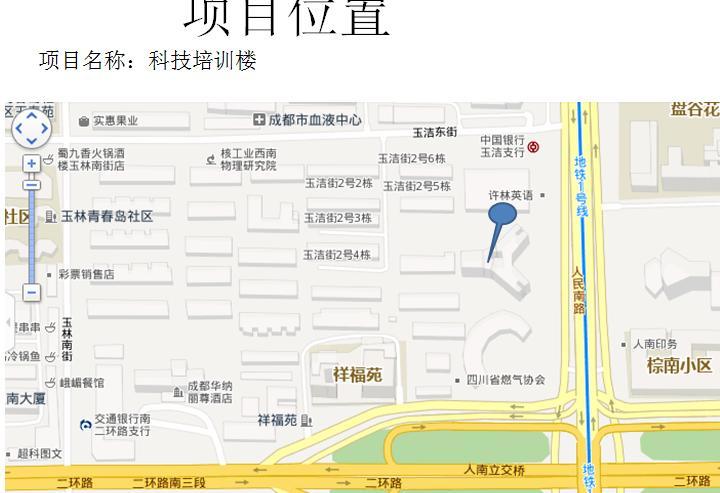 项目位置
项目名称：科技培训楼
盘谷花
实惠果业
成都市血液中心
玉洁东街
中国银行
玉洁支行
地铁1号线
蜀九香火锅酒
楼玉林南街店
核工业西南
物理研究院
玉洁街2号6栋
玉洁街2号2栋
玉洁街2号5栋
许林英语
社区
玉林青春岛社区
玉洁街2号3栋
玉洁街2号4栋
彩票销售店
人民南路
玉林南街
串串
冷锅鱼
人南印务
棕南小区
峨嵋餐馆
南大厦
成都华纳
丽尊酒店
祥福苑
四川省燃气协会
交通银行南
二环路支行
祥福苑
超科图文
人南立交桥
地铁
二环路
二环路南三段
二环路
二环路